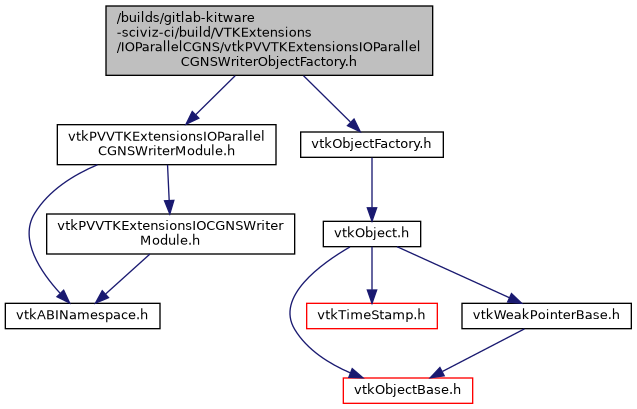 /builds/gitlab-kitware
-sciviz-ci/build/VTKExtensions
/IOParallelCGNS/vtkPVVTKExtensionsIOParallel
CGNSWriterObjectFactory.h
vtkPVVTKExtensionsIOParallel
CGNSWriterModule.h
vtkObjectFactory.h
vtkPVVTKExtensionsIOCGNSWriter
Module.h
vtkObject.h
vtkABINamespace.h
vtkTimeStamp.h
vtkWeakPointerBase.h
vtkObjectBase.h